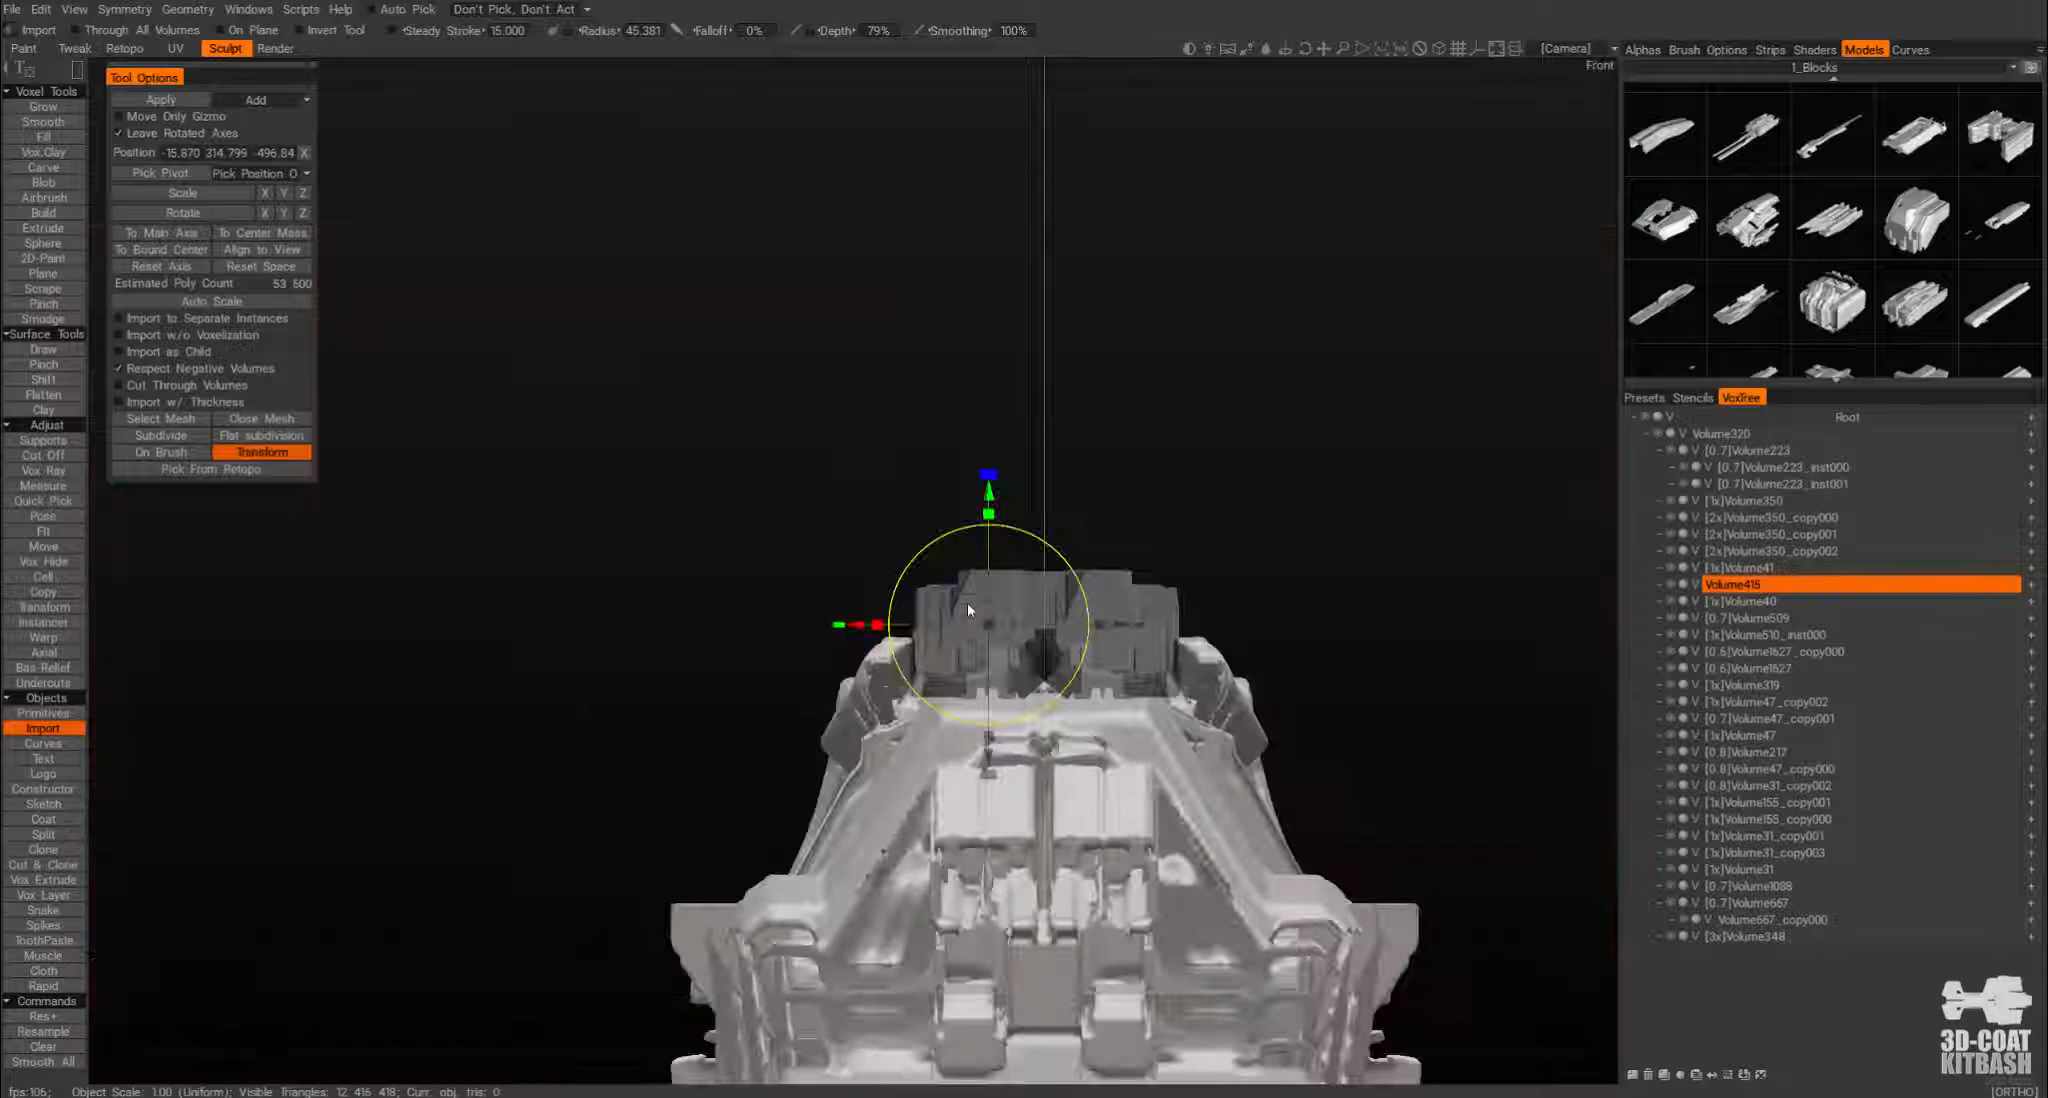 File Edit View Symmetry Geometry Windows Scripts Help Auto Pick Don't Pick, Don't Act
Import Through All Volumes On Plane Invert Tool Steady Stroke 15.000 Radius 45.381 Falloff 0% Depth 79% Smoothing 100%
Paint Tweak Retopo UV Sculpt Render [Camera] Alphas Brush Options Strips Shaders Models Curves
Front
1_Blocks
Voxel Tools
Grow
Smooth
Fill
Vox.Clay
Carve
Blob
Airbrush
Build
Extrude
Sphere
2D-Paint
Plane
Scrape
Pinch
Smudge
Surface Tools
Draw
Pinch
Shift
Flatten
Clay
Adjust
Supports
Cut Off
Vox Ray
Measure
Quick Pick
Pose
Fit
Move
Vox Hide
Cell
Copy
Transform
Instancer
Warp
Axial
Bas-Relief
Undercuts
Objects
Primitives
Import
Curves
Text
Logo
Constructor
Sketch
Coat
Split
Clone
Cut & Clone
Vox Extrude
Vox Layer
Snake
Spikes
ToothPaste
Muscle
Cloth
Rapid
Commands
Res+
Resample
Clear
Smooth All
Tool Options
Apply Add
Move Only Gizmo
Leave Rotated Axes
Position -15.870 314.799 -496.84 X
Pick Pivot Pick Position O
Scale X Y Z
Rotate X Y Z
To Main Axis To Center Mass
To Bound Center Align to View
Reset Axis Reset Space
Estimated Poly Count 53 500
Auto Scale
Import to Separate Instances
Import w/o Voxelization
Import as Child
Respect Negative Volumes
Cut Through Volumes
Import w/ Thickness
Select Mesh Close Mesh
Subdivide Flat subdivision
On Brush Transform
Pick From Retopo
Presets Stencils VoxTree
Root
V Volume320
V [0.7]Volume223
V [0.7]Volume223_inst000
V [0.7]Volume223_inst001
V [1x]Volume350
V [2x]Volume350_copy000
V [2x]Volume350_copy001
V [2x]Volume350_copy002
V [1x]Volume41
V Volume415
V [1x]Volume40
V [0.7]Volume509
V [1x]Volume510_inst000
V [0.6]Volume1627_copy000
V [0.6]Volume1627
V [1x]Volume319
V [1x]Volume47_copy002
V [0.7]Volume47_copy001
V [1x]Volume47
V [0.8]Volume217
V [0.8]Volume47_copy000
V [0.8]Volume31_copy002
V [1x]Volume155_copy001
V [1x]Volume155_copy000
V [1x]Volume31_copy001
V [1x]Volume31_copy003
V [1x]Volume31
V [0.7]Volume1088
V [0.7]Volume667
V Volume667_copy000
V [3x]Volume348
3D-COAT
KITBASH
fps:106; Object Scale: 1.00 (Uniform); Visible Triangles: 12 416 418; Curr. obj. tris: 0
[ORTHO]